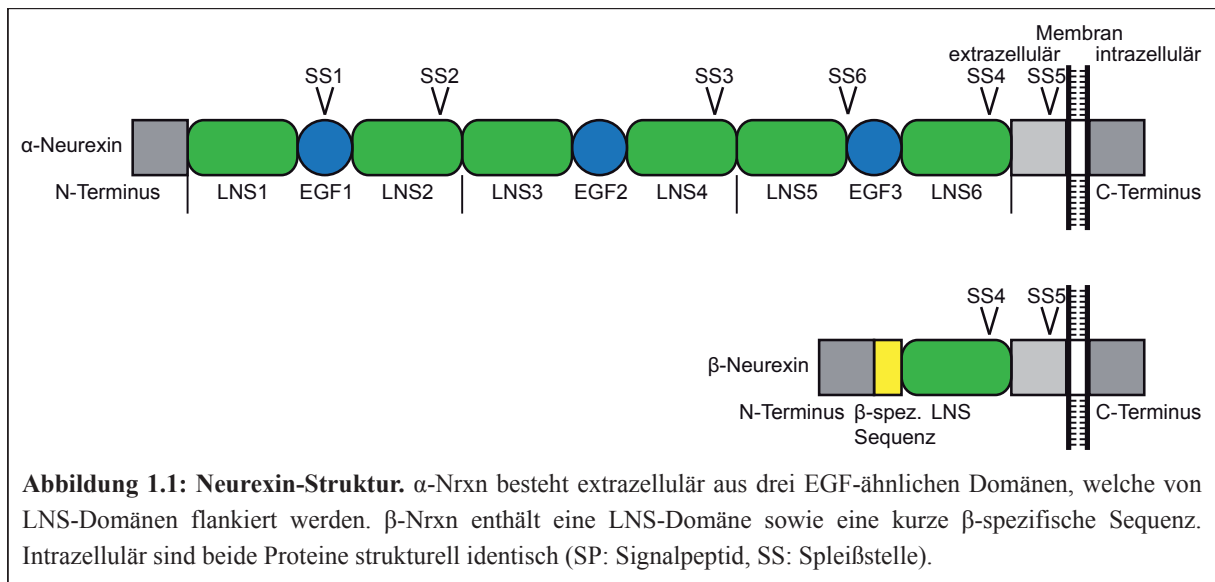 Membran
extrazellulär intrazellulär
SS1 SS2 SS3 SS6 SS4 SS5
α-Neurexin
N-Terminus LNS1 EGF1 LNS2 LNS3 EGF2 LNS4 LNS5 EGF3 LNS6 C-Terminus
SS4 SS5
β-Neurexin
N-Terminus β-spez. LNS C-Terminus
Sequenz
Abbildung 1.1: Neurexin-Struktur. α-Nrxn besteht extrazellulär aus drei EGF-ähnlichen Domänen, welche von
LNS-Domänen flankiert werden. β-Nrxn enthält eine LNS-Domäne sowie eine kurze β-spezifische Sequenz.
Intrazellulär sind beide Proteine strukturell identisch (SP: Signalpeptid, SS: Spleißstelle).